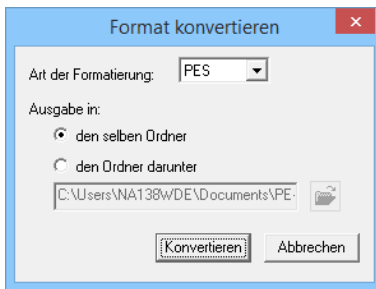 Format konvertieren
Art der Formatierung: PES
Ausgabe in:
den selben Ordner
den Ordner darunter
C:\Users\NA138WDE\Documents\PE-
Konvertieren Abbrechen